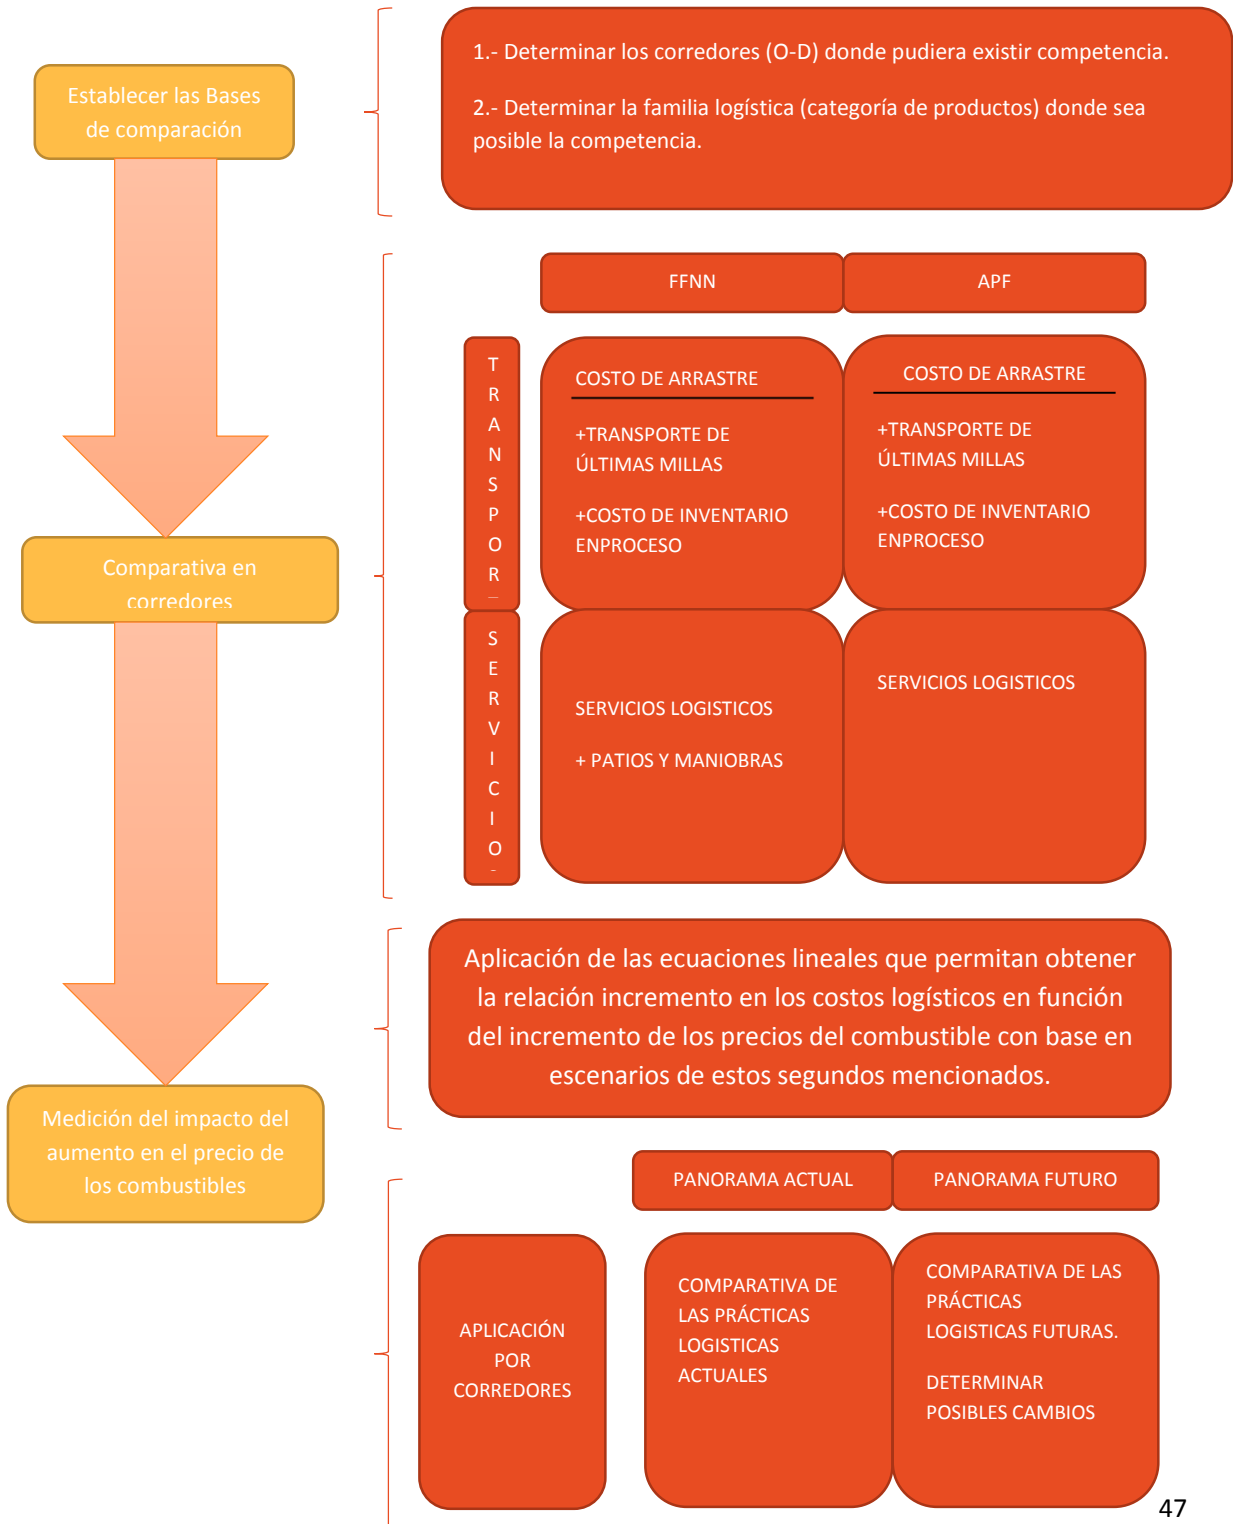 Establecer las Bases
de comparación
1.- Determinar los corredores (O-D) donde pudiera existir competencia.
2.- Determinar la familia logística (categoría de productos) donde sea
posible la competencia.
Comparativa en
corredores
FFNN
APF
T
R
A
N
S
P
O
R
COSTO DE ARRASTRE
+TRANSPORTE DE
ÚLTIMAS MILLAS
+COSTO DE INVENTARIO
ENPROCESO
COSTO DE ARRASTRE
+TRANSPORTE DE
ÚLTIMAS MILLAS
+COSTO DE INVENTARIO
ENPROCESO
S
E
R
V
I
C
I
O
SERVICIOS LOGISTICOS
+ PATIOS Y MANIOBRAS
SERVICIOS LOGISTICOS
Medición del impacto del
aumento en el precio de
los combustibles
Aplicación de las ecuaciones lineales que permitan obtener
la relación incremento en los costos logísticos en función
del incremento de los precios del combustible con base en
escenarios de estos segundos mencionados.
PANORAMA ACTUAL
PANORAMA FUTURO
APLICACIÓN
POR
CORREDORES
COMPARATIVA DE
LAS PRÁCTICAS
LOGISTICAS
ACTUALES
COMPARATIVA DE LAS
PRÁCTICAS
LOGISTICAS FUTURAS.
DETERMINAR
POSIBLES CAMBIOS
47